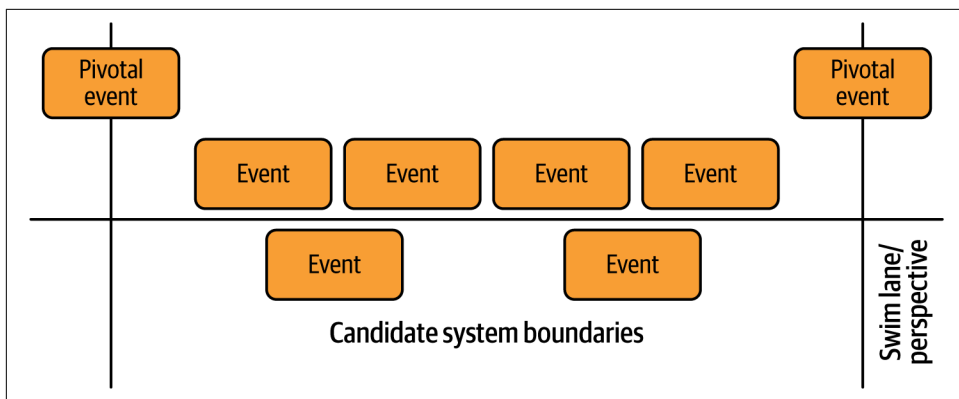 Pivotal
event
Pivotal
event
Event
Event
Event
Event
Event
Event
Candidate system boundaries
Swim lane/
perspective